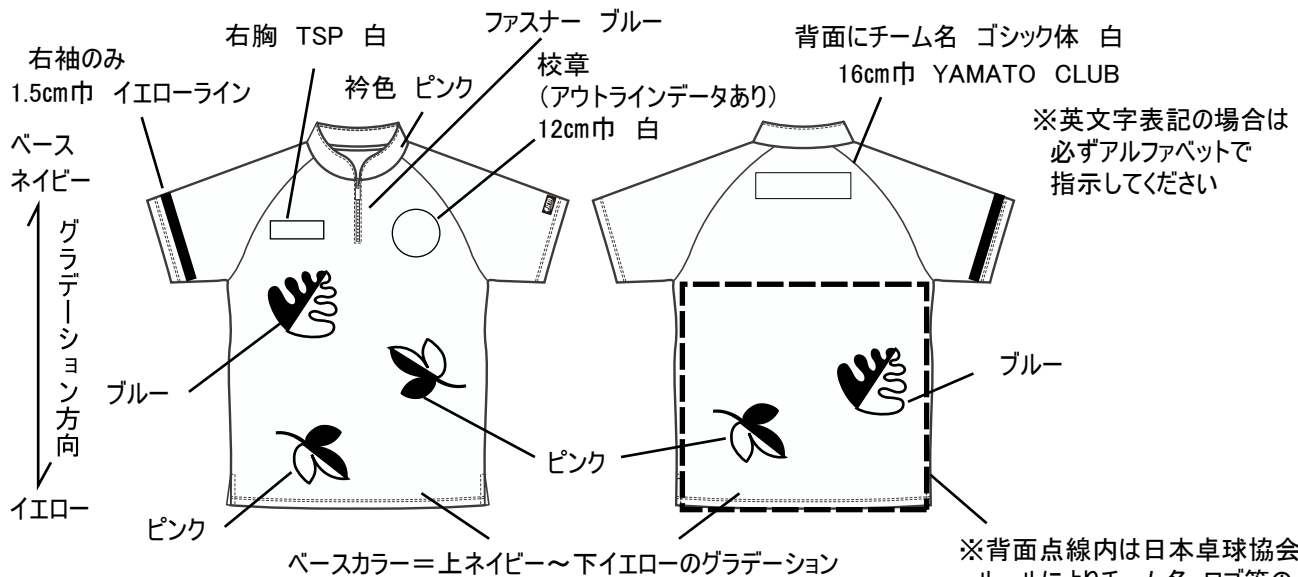 右胸 TSP 白
ファスナー ブルー
背面にチーム名 ゴシック体 白
16cm巾 YAMATO CLUB
右袖のみ
1.5cm巾 イエローライン
衿色 ピンク
校章
（アウトラインデータあり）
12cm巾 白
※英文字表記の場合は
必ずアルファベットで
指示してください
ベース
ネイビー
グラデーション方向
イエロー
ブルー
ピンク
ピンク
ブルー
ベースカラー＝上ネイビー～下イエローのグラデーション
※背面点線内は日本卓球協会